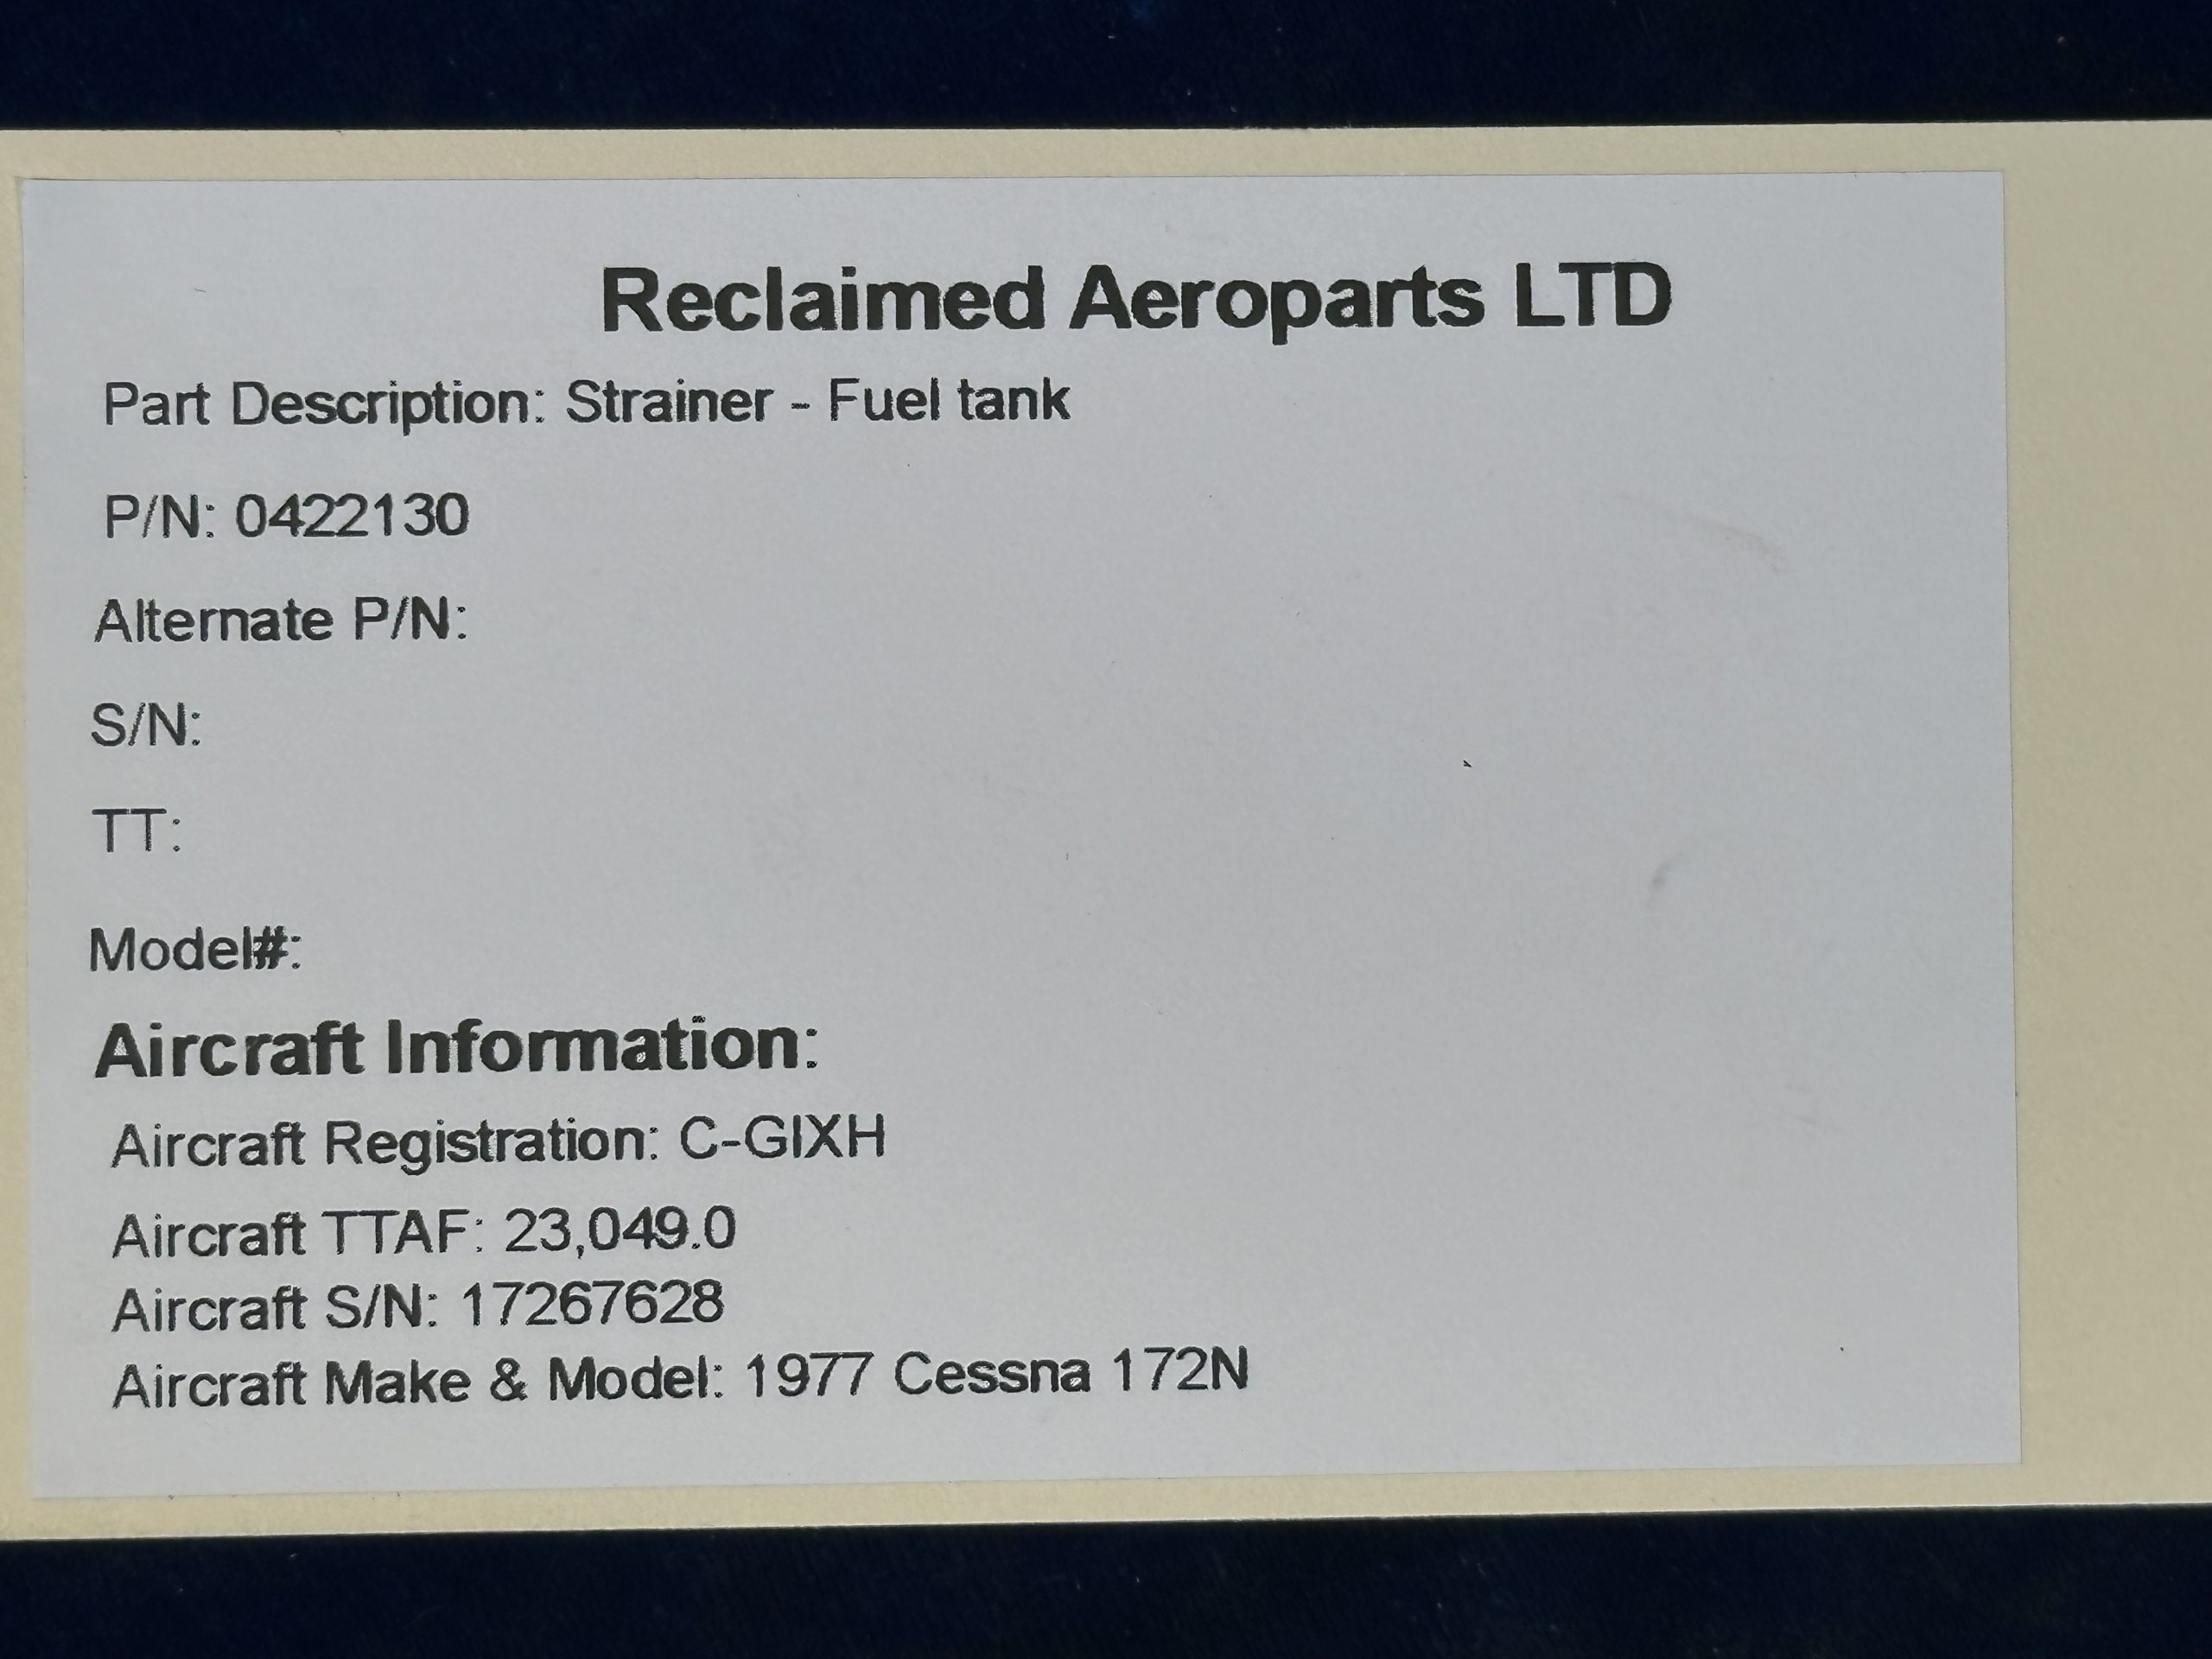 Reclaimed Aeroparts LTD
Part Description: Strainer - Fuel tank
P/N: 0422130
Alternate P/N:
S/N:
TT:
Model#:
Aircraft Information:
Aircraft Registration: C-GIXH
Aircraft TTAF: 23,049.0
Aircraft S/N: 17267628
Aircraft Make & Model: 1977 Cessna 172N